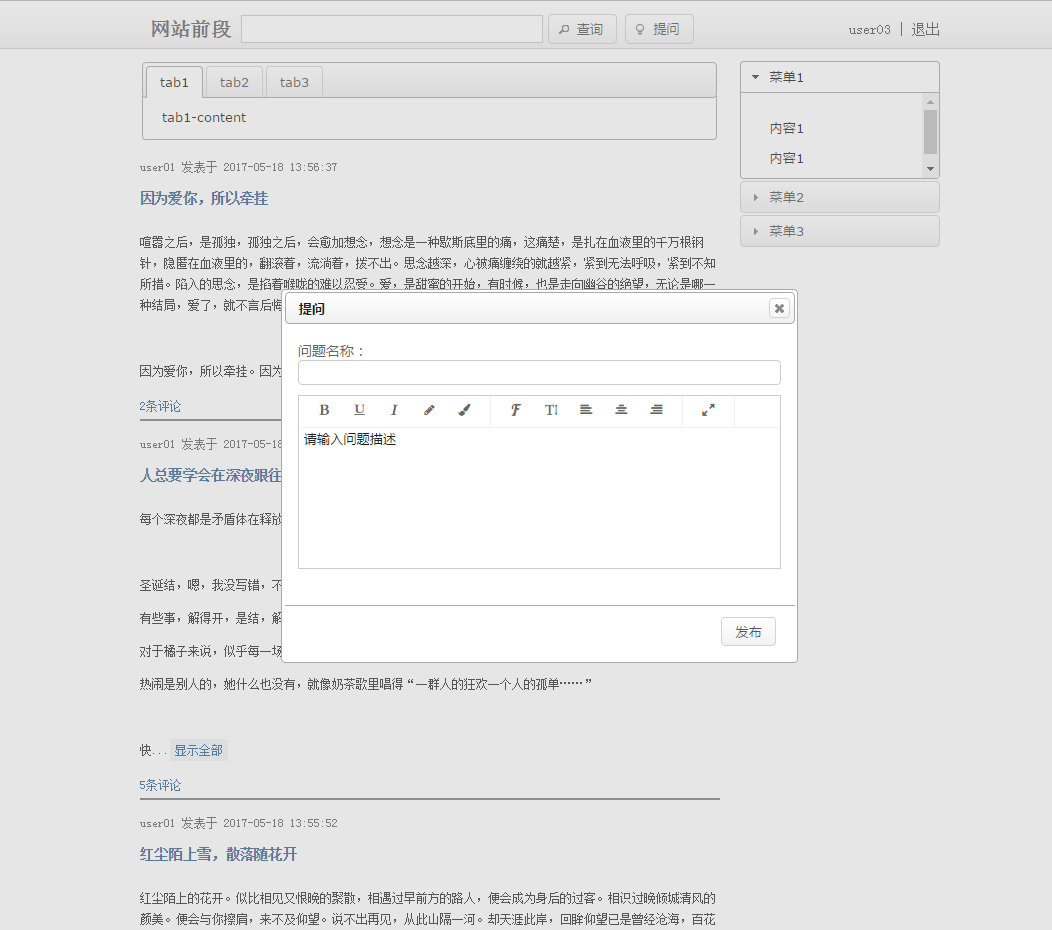 网站前段
查询
提问
user03 | 退出
tab1
tab2
tab3
tab1-content
菜单1
内容1
内容1
菜单2
菜单3
user01 发表于 2017-05-18 13:56:37
因为爱你，所以牵挂
喧嚣之后，是孤独，孤独之后，会愈加想念，想念是一种歇斯底里的痛，这痛楚，是扎在血液里的千万根钢
针，隐匿在血液里的，翻滚着，流淌着，拔不出。思念越深，心被痛缠绕的就越紧，紧到无法呼吸，紧到不知
所措。陷入的思念，是掐着喉咙的难以忍受。爱，是甜蜜的开始，有时候，也是走向幽谷的绝望，无论是哪一
种结局，爱了，就不言后悔
因为爱你，所以牵挂。因为
2条评论
user01 发表于 2017-05-18
人总要学会在深夜跟往
每个深夜都是矛盾体在释放
圣诞结，嗯，我没写错，不
有些事，解得开，是结，解
对于橘子来说，似乎每一场
热闹是别人的，她什么也没有，就像奶茶歌里唱得“一群人的狂欢一个人的孤单……”
快... 显示全部
5条评论
user01 发表于 2017-05-18 13:55:52
红尘陌上雪，散落随花开
红尘陌上的花开。似比相见又恨晚的聚散，相遇过早前方的路人，便会成为身后的过客。相识过晚倾城清风的
颜美。便会与你擦肩，来不及仰望。说不出再见，从此山隔一河。却天涯此岸，回眸仰望已是曾经沧海，百花
提问
问题名称：
B U I F T
请输入问题描述
发布